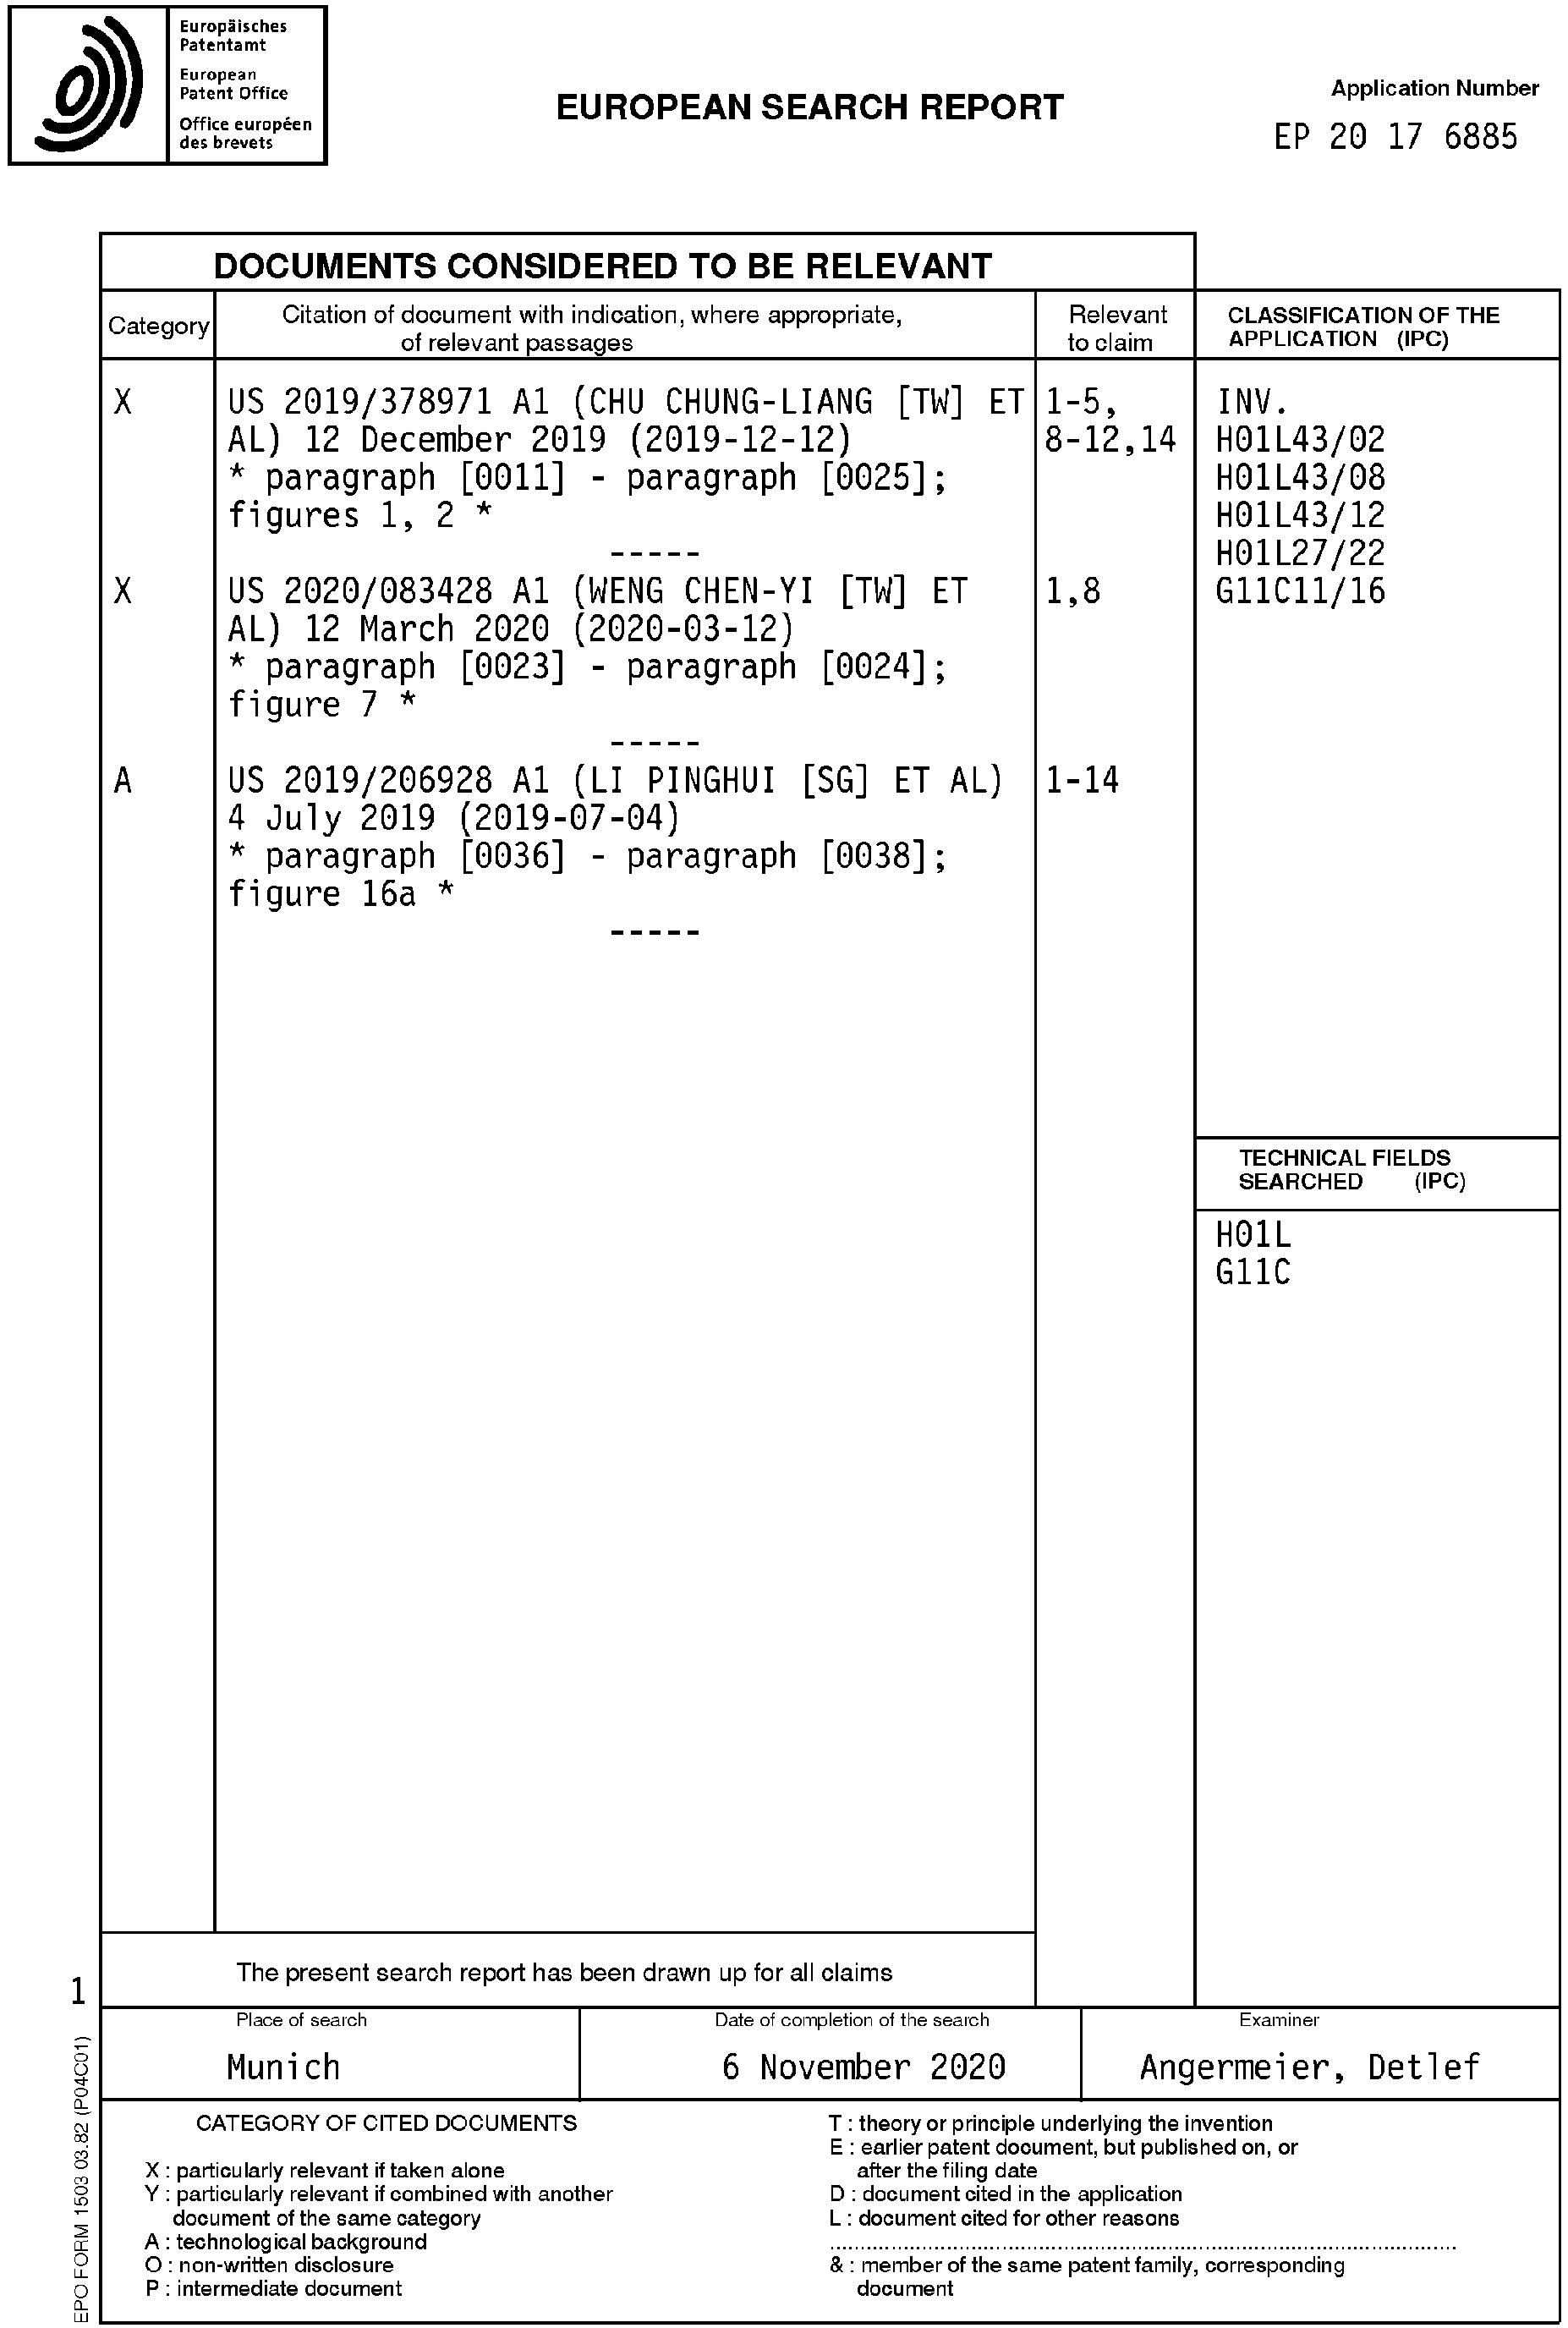 Europäisches
Patentamt
European
Patent Office
Office européen
des brevets
EUROPEAN SEARCH REPORT
Application Number
EP 20 17 6885
DOCUMENTS CONSIDERED TO BE RELEVANT
Category
Citation of document with indication, where appropriate,
of relevant passages
Relevant
to claim
CLASSIFICATION OF THE
APPLICATION (IPC)
X
US 2019/378971 A1 (CHU CHUNG-LIANG [TW] ET
AL) 12 December 2019 (2019-12-12)
* paragraph [0011] - paragraph [0025];
figures 1, 2 *
-----
1-5,
8-12,14
X
US 2020/083428 A1 (WENG CHEN-YI [TW] ET
AL) 12 March 2020 (2020-03-12)
* paragraph [0023] - paragraph [0024];
figure 7 *
-----
1,8
A
US 2019/206928 A1 (LI PINGHUI [SG] ET AL)
4 July 2019 (2019-07-04)
* paragraph [0036] - paragraph [0038];
figure 16a *
-----
1-14
INV.
H01L43/02
H01L43/08
H01L43/12
H01L27/22
G11C11/16
TECHNICAL FIELDS
SEARCHED (IPC)
H01L
G11C
The present search report has been drawn up for all claims
1
EPO FORM 1503 03.82 (P04C01)
Place of search
Munich
Date of completion of the search
6 November 2020
Examiner
Angermeier, Detlef
CATEGORY OF CITED DOCUMENTS
X : particularly relevant if taken alone
Y : particularly relevant if combined with another
document of the same category
A : technological background
O : non-written disclosure
P : intermediate document
T : theory or principle underlying the invention
E : earlier patent document, but published on, or
after the filing date
D : document cited in the application
L : document cited for other reasons
& : member of the same patent family, corresponding
document